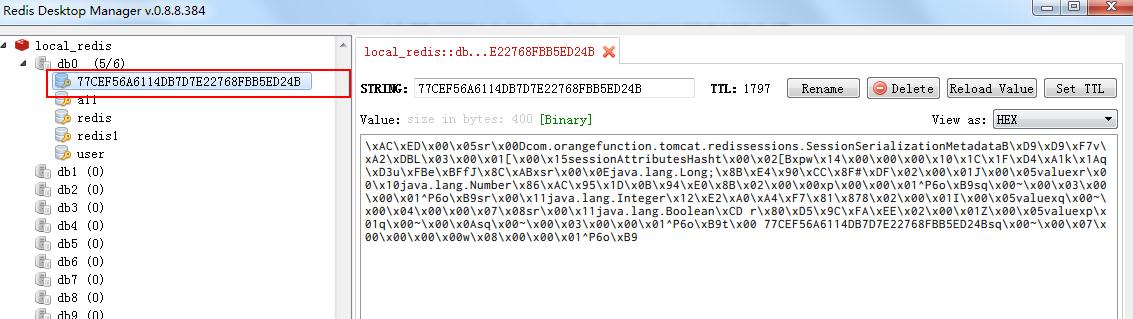 Redis Desktop Manager v.0.8.8.384
local_redis
db0 (5/6)
77CEF56A6114DB7D7E22768FBB5ED24B
all
redis
redis1
user
db1 (0)
db2 (0)
db3 (0)
db4 (0)
db5 (0)
db6 (0)
db7 (0)
db8 (0)
db9 (0)
local_redis::db...E22768FBB5ED24B
STRING: 77CEF56A6114DB7D7E22768FBB5ED24B TTL: 1797 Rename Delete Reload Value Set TTL
Value: size in bytes: 400 [Binary] View as: HEX
\xAC\xED\x00\x05sr\x00Dcom.orangefunction.tomcat.redissessions.SessionSerializationMetadataB\xD9\xD9\xF7v\
xA2\xDBL\x03\x00\x01[\x00\x15sessionAttributesHasht\x00\x02[Bxpw\x14\x00\x00\x00\x10\x1C\x1F\xD4\xA1k\x1Aq
\xD3u\xFBe\xBFfJ\x8C\xABxsr\x00\x0Ejava.lang.Long;\x8B\xE4\x90\xCC\x8F#\xDF\x02\x00\x01J\x00\x05valuexr\x0
0\x10java.lang.Number\x86\xAC\x95\x1D\x0B\x94\xE0\x8B\x02\x00\x00xp\x00\x00\x01^P6o\xB9sq\x00~\x00\x03\x00
\x00\x01^P6o\xB9sr\x00\x11java.lang.Integer\x12\xE2\xA0\xA4\xF7\x81\x878\x02\x00\x01I\x00\x05valuexq\x00~\
x00\x04\x00\x00\x07\x08sr\x00\x11java.lang.Boolean\xCD r\x80\xD5\x9C\xFA\xEE\x02\x00\x01Z\x00\x05valuexp\x
01q\x00~\x00\x0Asq\x00~\x00\x03\x00\x00\x01^P6o\xB9t\x00 77CEF56A6114DB7D7E22768FBB5ED24Bsq\x00~\x00\x07\x
00\x00\x00\x00w\x08\x00\x00\x01^P6o\xB9